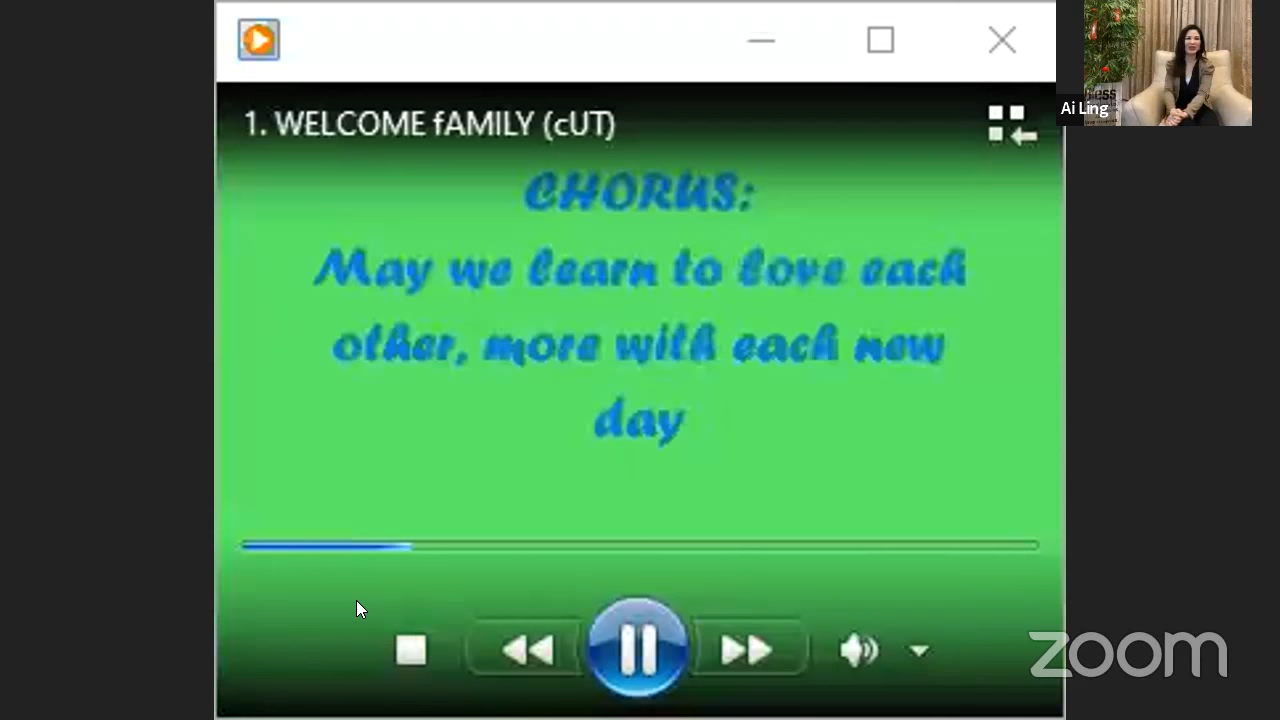 1. WELCOME fAMILY (cUT)
CHORUS:
May we learn to love each
other, more with each new
day
Ai Ling
zoom